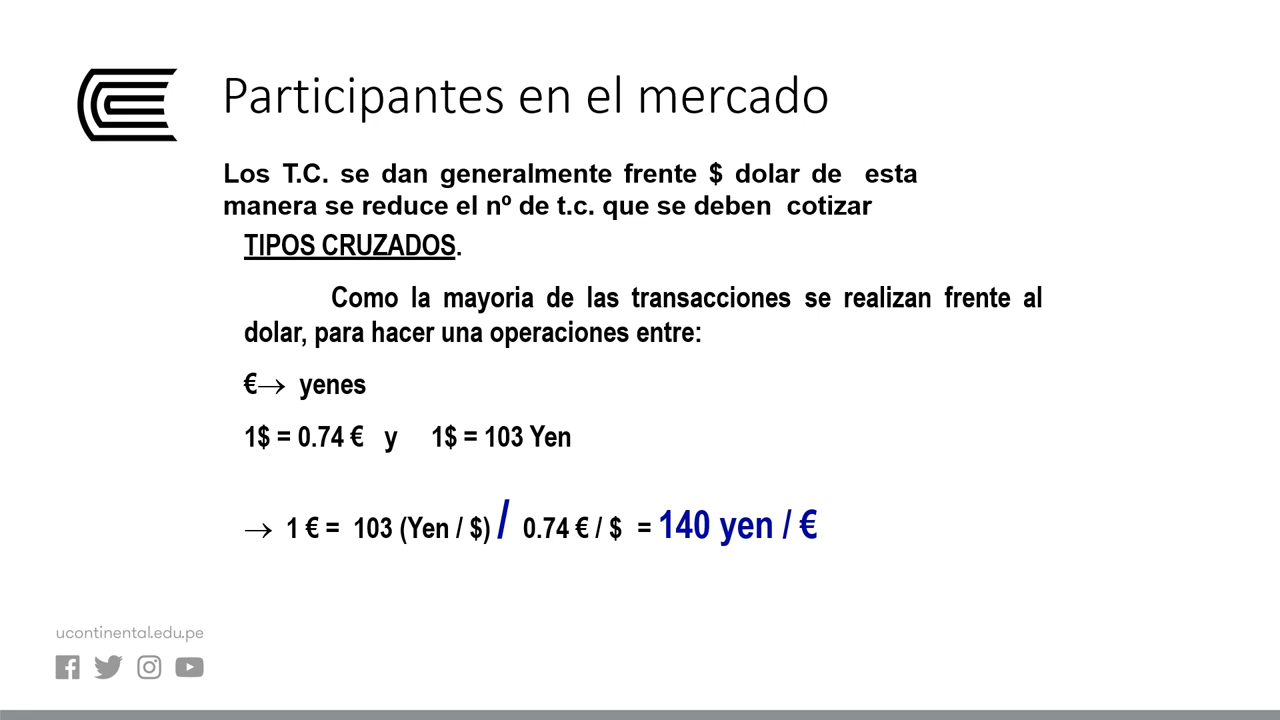 Participantes en el mercado
Los T.C. se dan generalmente frente $ dolar de esta
manera se reduce el nº de t.c. que se deben cotizar
TIPOS CRUZADOS.
Como la mayoria de las transacciones se realizan frente al
dolar, para hacer una operaciones entre:
€→ yenes
1$ = 0.74 € y 1$ = 103 Yen
→ 1 € = 103 (Yen / $) / 0.74 € / $ = 140 yen / €
ucontinental.edu.pe